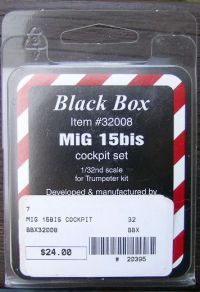 Black Box
Item #32008
MiG 15bis
cockpit set
1/32nd scale
for Trumpeter kit
Developed & manufactured by
7
MIG 15BIS COCKPIT 32
BBX32008 BBX
$24.00
# 20395